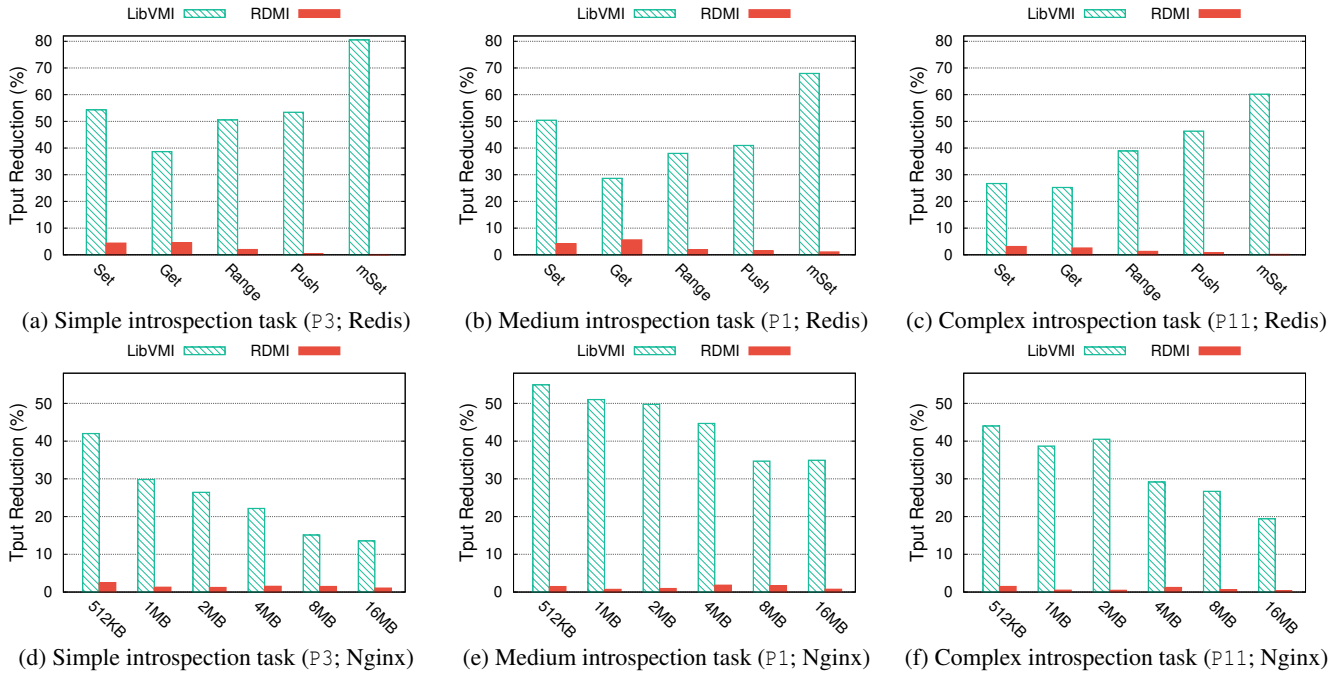 LibVMI RDMI
Tput Reduction (%)
80
70
60
50
40
30
20
10
0
Set Get Range Push mSet
(a) Simple introspection task (P3; Redis)
LibVMI RDMI
Tput Reduction (%)
80
70
60
50
40
30
20
10
0
Set Get Range Push mSet
(b) Medium introspection task (P1; Redis)
LibVMI RDMI
Tput Reduction (%)
80
70
60
50
40
30
20
10
0
Set Get Range Push mSet
(c) Complex introspection task (P11; Redis)
LibVMI RDMI
Tput Reduction (%)
50
40
30
20
10
0
512KB 1MB 2MB 4MB 8MB 16MB
(d) Simple introspection task (P3; Nginx)
LibVMI RDMI
Tput Reduction (%)
50
40
30
20
10
0
512KB 1MB 2MB 4MB 8MB 16MB
(e) Medium introspection task (P1; Nginx)
LibVMI RDMI
Tput Reduction (%)
50
40
30
20
10
0
512KB 1MB 2MB 4MB 8MB 16MB
(f) Complex introspection task (P11; Nginx)